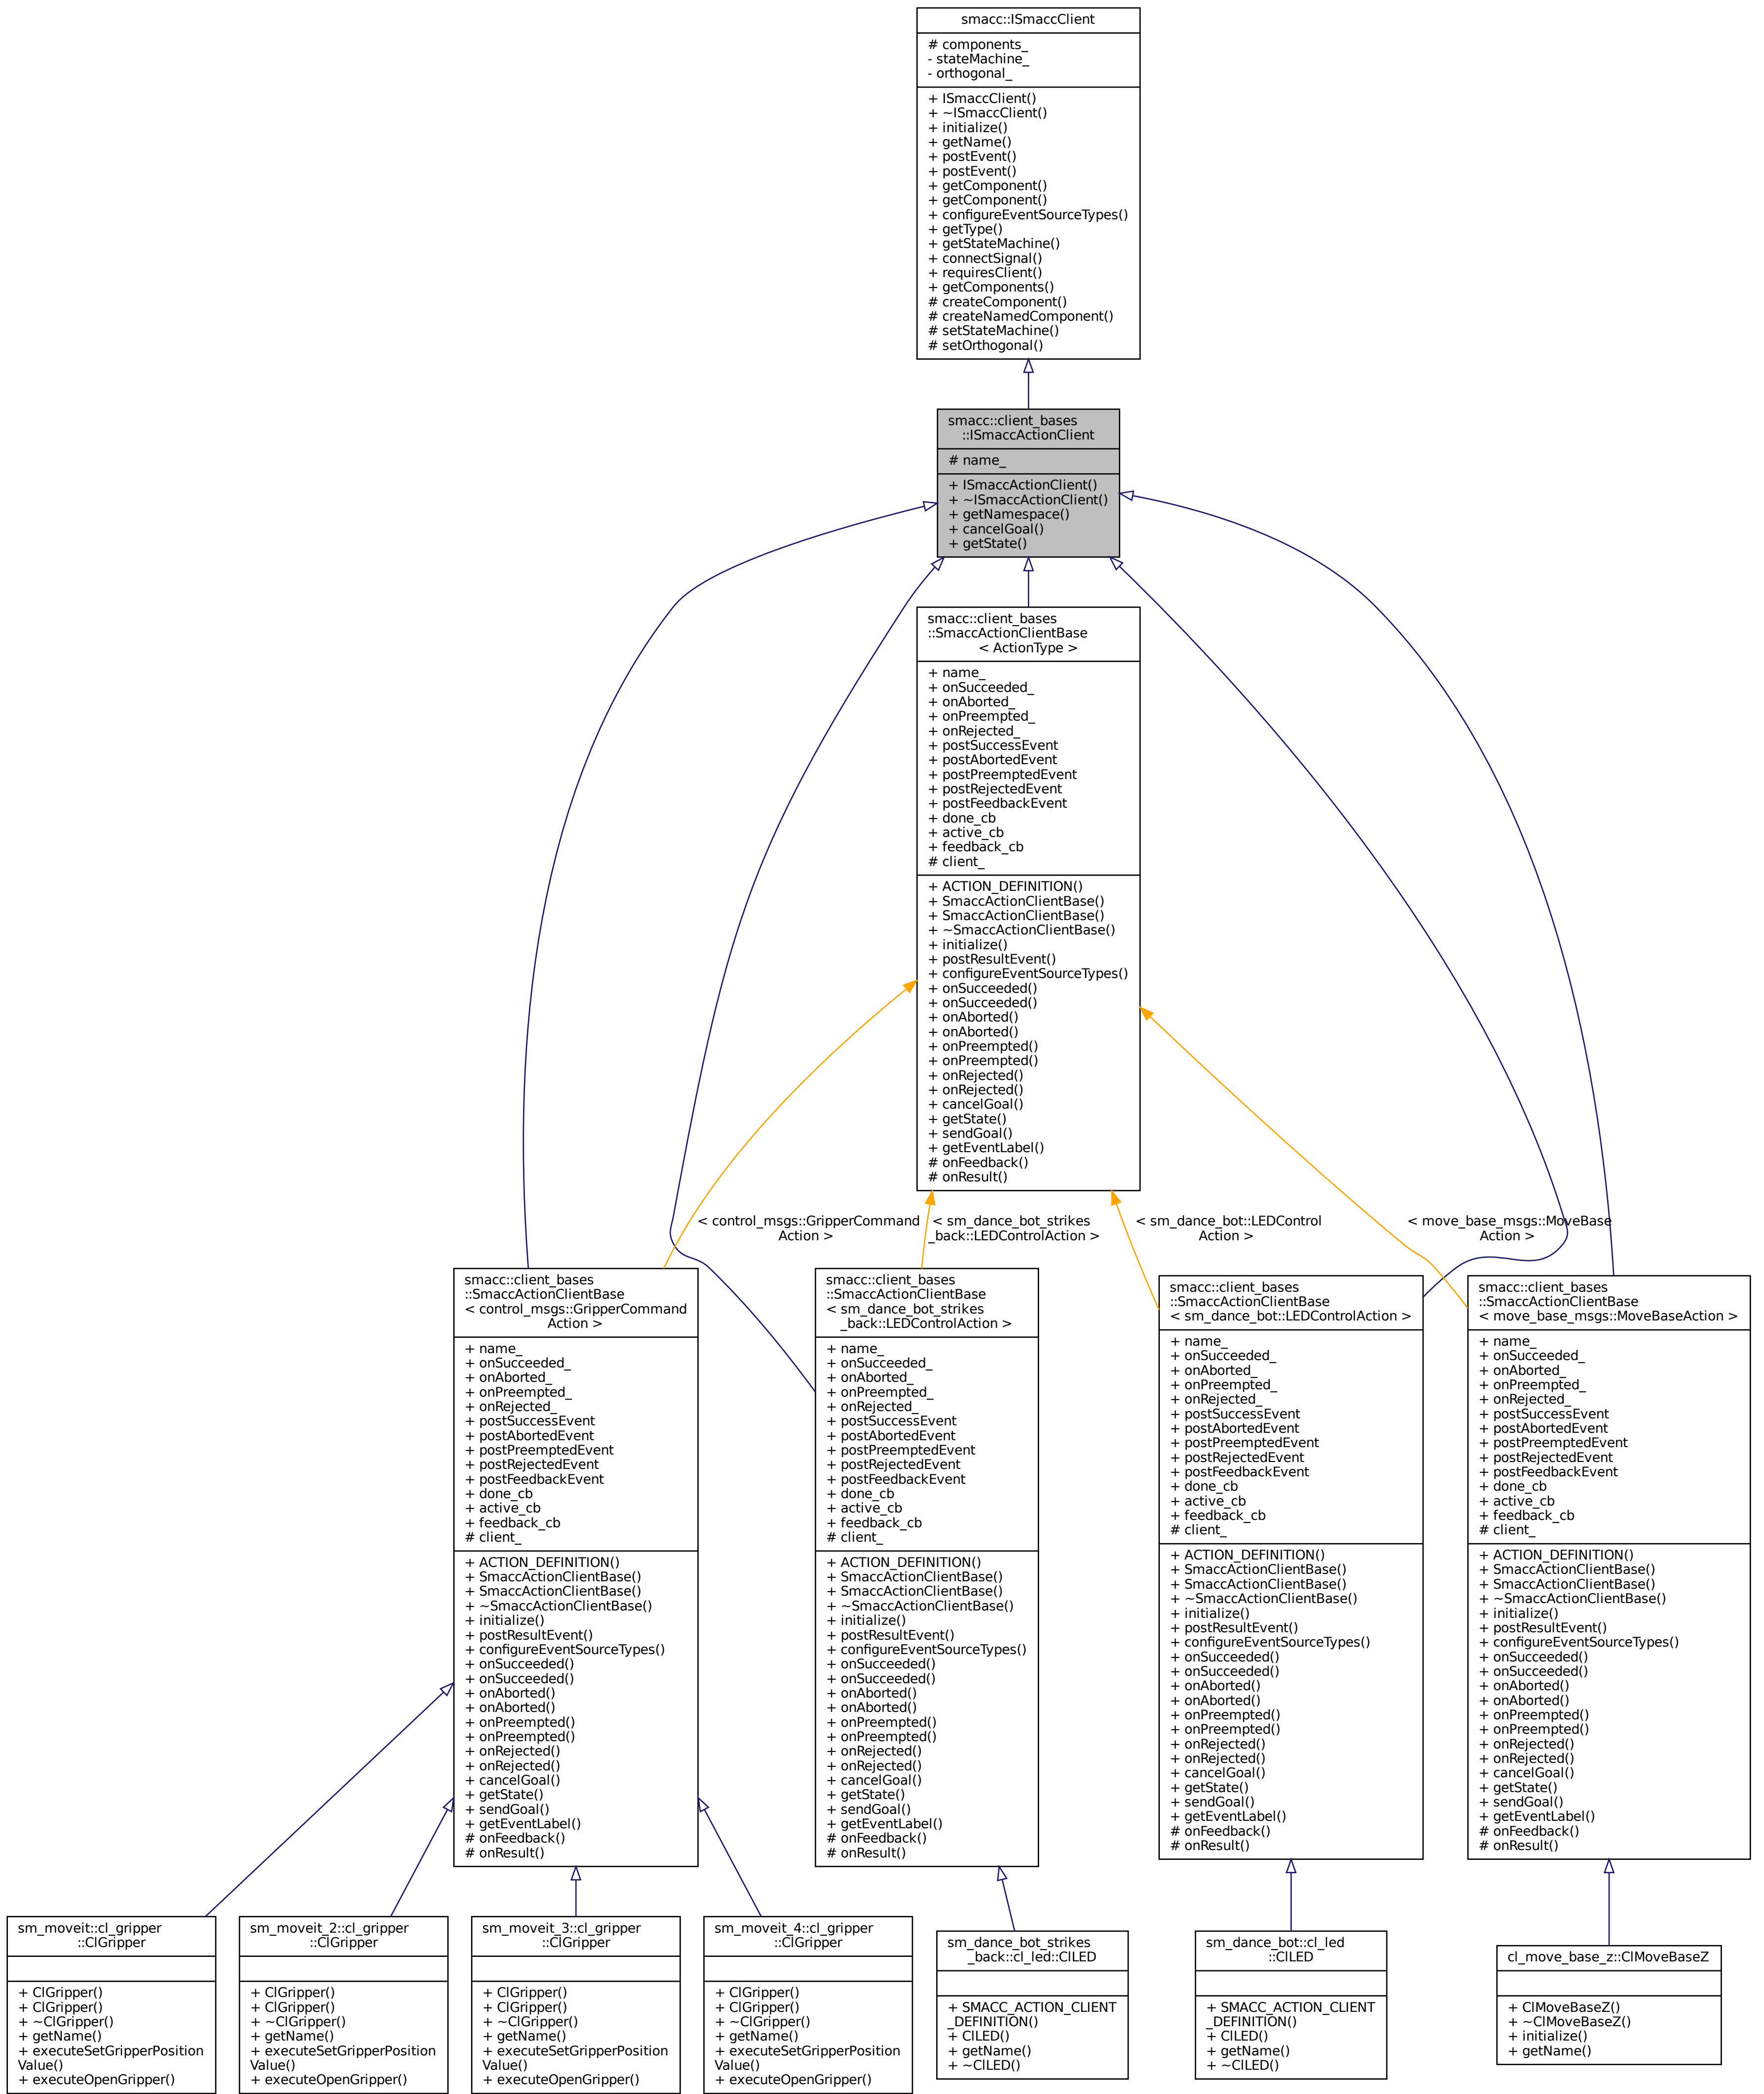 smacc::ISmaccClient
# components_
- stateMachine_
- orthogonal_
+ ISmaccClient()
+ ~ISmaccClient()
+ initialize()
+ getName()
+ postEvent()
+ postEvent()
+ getComponent()
+ getComponent()
+ configureEventSourceTypes()
+ getType()
+ getStateMachine()
+ connectSignal()
+ requiresClient()
+ getComponents()
# createComponent()
# createNamedComponent()
# setStateMachine()
# setOrthogonal()
smacc::client_bases
::ISmaccActionClient
# name_
+ ISmaccActionClient()
+ ~ISmaccActionClient()
+ getNamespace()
+ cancelGoal()
+ getState()
smacc::client_bases
::SmaccActionClientBase
< ActionType >
+ name_
+ onSucceeded_
+ onAborted_
+ onPreempted_
+ onRejected_
+ postSuccessEvent
+ postAbortedEvent
+ postPreemptedEvent
+ postRejectedEvent
+ postFeedbackEvent
+ done_cb
+ active_cb
+ feedback_cb
# client_
+ ACTION_DEFINITION()
+ SmaccActionClientBase()
+ SmaccActionClientBase()
+ ~SmaccActionClientBase()
+ initialize()
+ postResultEvent()
+ configureEventSourceTypes()
+ onSucceeded()
+ onSucceeded()
+ onAborted()
+ onAborted()
+ onPreempted()
+ onPreempted()
+ onRejected()
+ onRejected()
+ cancelGoal()
+ getState()
+ sendGoal()
+ getEventLabel()
# onFeedback()
# onResult()
< control_msgs::GripperCommand
Action >
< sm_dance_bot_strikes
_back::LEDControlAction >
< sm_dance_bot::LEDControl
Action >
< move_base_msgs::MoveBase
Action >
smacc::client_bases
::SmaccActionClientBase
< control_msgs::GripperCommand
Action >
+ name_
+ onSucceeded_
+ onAborted_
+ onPreempted_
+ onRejected_
+ postSuccessEvent
+ postAbortedEvent
+ postPreemptedEvent
+ postRejectedEvent
+ postFeedbackEvent
+ done_cb
+ active_cb
+ feedback_cb
# client_
+ ACTION_DEFINITION()
+ SmaccActionClientBase()
+ SmaccActionClientBase()
+ ~SmaccActionClientBase()
+ initialize()
+ postResultEvent()
+ configureEventSourceTypes()
+ onSucceeded()
+ onSucceeded()
+ onAborted()
+ onAborted()
+ onPreempted()
+ onPreempted()
+ onRejected()
+ onRejected()
+ cancelGoal()
+ getState()
+ sendGoal()
+ getEventLabel()
# onFeedback()
# onResult()
smacc::client_bases
::SmaccActionClientBase
< sm_dance_bot_strikes
_back::LEDControlAction >
+ name_
+ onSucceeded_
+ onAborted_
+ onPreempted_
+ onRejected_
+ postSuccessEvent
+ postAbortedEvent
+ postPreemptedEvent
+ postRejectedEvent
+ postFeedbackEvent
+ done_cb
+ active_cb
+ feedback_cb
# client_
+ ACTION_DEFINITION()
+ SmaccActionClientBase()
+ SmaccActionClientBase()
+ ~SmaccActionClientBase()
+ initialize()
+ postResultEvent()
+ configureEventSourceTypes()
+ onSucceeded()
+ onSucceeded()
+ onAborted()
+ onAborted()
+ onPreempted()
+ onPreempted()
+ onRejected()
+ onRejected()
+ cancelGoal()
+ getState()
+ sendGoal()
+ getEventLabel()
# onFeedback()
# onResult()
smacc::client_bases
::SmaccActionClientBase
< sm_dance_bot::LEDControlAction >
+ name_
+ onSucceeded_
+ onAborted_
+ onPreempted_
+ onRejected_
+ postSuccessEvent
+ postAbortedEvent
+ postPreemptedEvent
+ postRejectedEvent
+ postFeedbackEvent
+ done_cb
+ active_cb
+ feedback_cb
# client_
+ ACTION_DEFINITION()
+ SmaccActionClientBase()
+ SmaccActionClientBase()
+ ~SmaccActionClientBase()
+ initialize()
+ postResultEvent()
+ configureEventSourceTypes()
+ onSucceeded()
+ onSucceeded()
+ onAborted()
+ onAborted()
+ onPreempted()
+ onPreempted()
+ onRejected()
+ onRejected()
+ cancelGoal()
+ getState()
+ sendGoal()
+ getEventLabel()
# onFeedback()
# onResult()
smacc::client_bases
::SmaccActionClientBase
< move_base_msgs::MoveBaseAction >
+ name_
+ onSucceeded_
+ onAborted_
+ onPreempted_
+ onRejected_
+ postSuccessEvent
+ postAbortedEvent
+ postPreemptedEvent
+ postRejectedEvent
+ postFeedbackEvent
+ done_cb
+ active_cb
+ feedback_cb
# client_
+ ACTION_DEFINITION()
+ SmaccActionClientBase()
+ SmaccActionClientBase()
+ ~SmaccActionClientBase()
+ initialize()
+ postResultEvent()
+ configureEventSourceTypes()
+ onSucceeded()
+ onSucceeded()
+ onAborted()
+ onAborted()
+ onPreempted()
+ onPreempted()
+ onRejected()
+ onRejected()
+ cancelGoal()
+ getState()
+ sendGoal()
+ getEventLabel()
# onFeedback()
# onResult()
sm_moveit::cl_gripper
::ClGripper
+ ClGripper()
+ ClGripper()
+ ~ClGripper()
+ getName()
+ executeSetGripperPosition
Value()
+ executeOpenGripper()
sm_moveit_2::cl_gripper
::ClGripper
+ ClGripper()
+ ClGripper()
+ ~ClGripper()
+ getName()
+ executeSetGripperPosition
Value()
+ executeOpenGripper()
sm_moveit_3::cl_gripper
::ClGripper
+ ClGripper()
+ ClGripper()
+ ~ClGripper()
+ getName()
+ executeSetGripperPosition
Value()
+ executeOpenGripper()
sm_moveit_4::cl_gripper
::ClGripper
+ ClGripper()
+ ClGripper()
+ ~ClGripper()
+ getName()
+ executeSetGripperPosition
Value()
+ executeOpenGripper()
sm_dance_bot_strikes
_back::cl_led::ClLED
+ SMACC_ACTION_CLIENT
_DEFINITION()
+ ClLED()
+ getName()
+ ~ClLED()
sm_dance_bot::cl_led
::ClLED
+ SMACC_ACTION_CLIENT
_DEFINITION()
+ ClLED()
+ getName()
+ ~ClLED()
cl_move_base_z::ClMoveBaseZ
+ ClMoveBaseZ()
+ ~ClMoveBaseZ()
+ initialize()
+ getName()